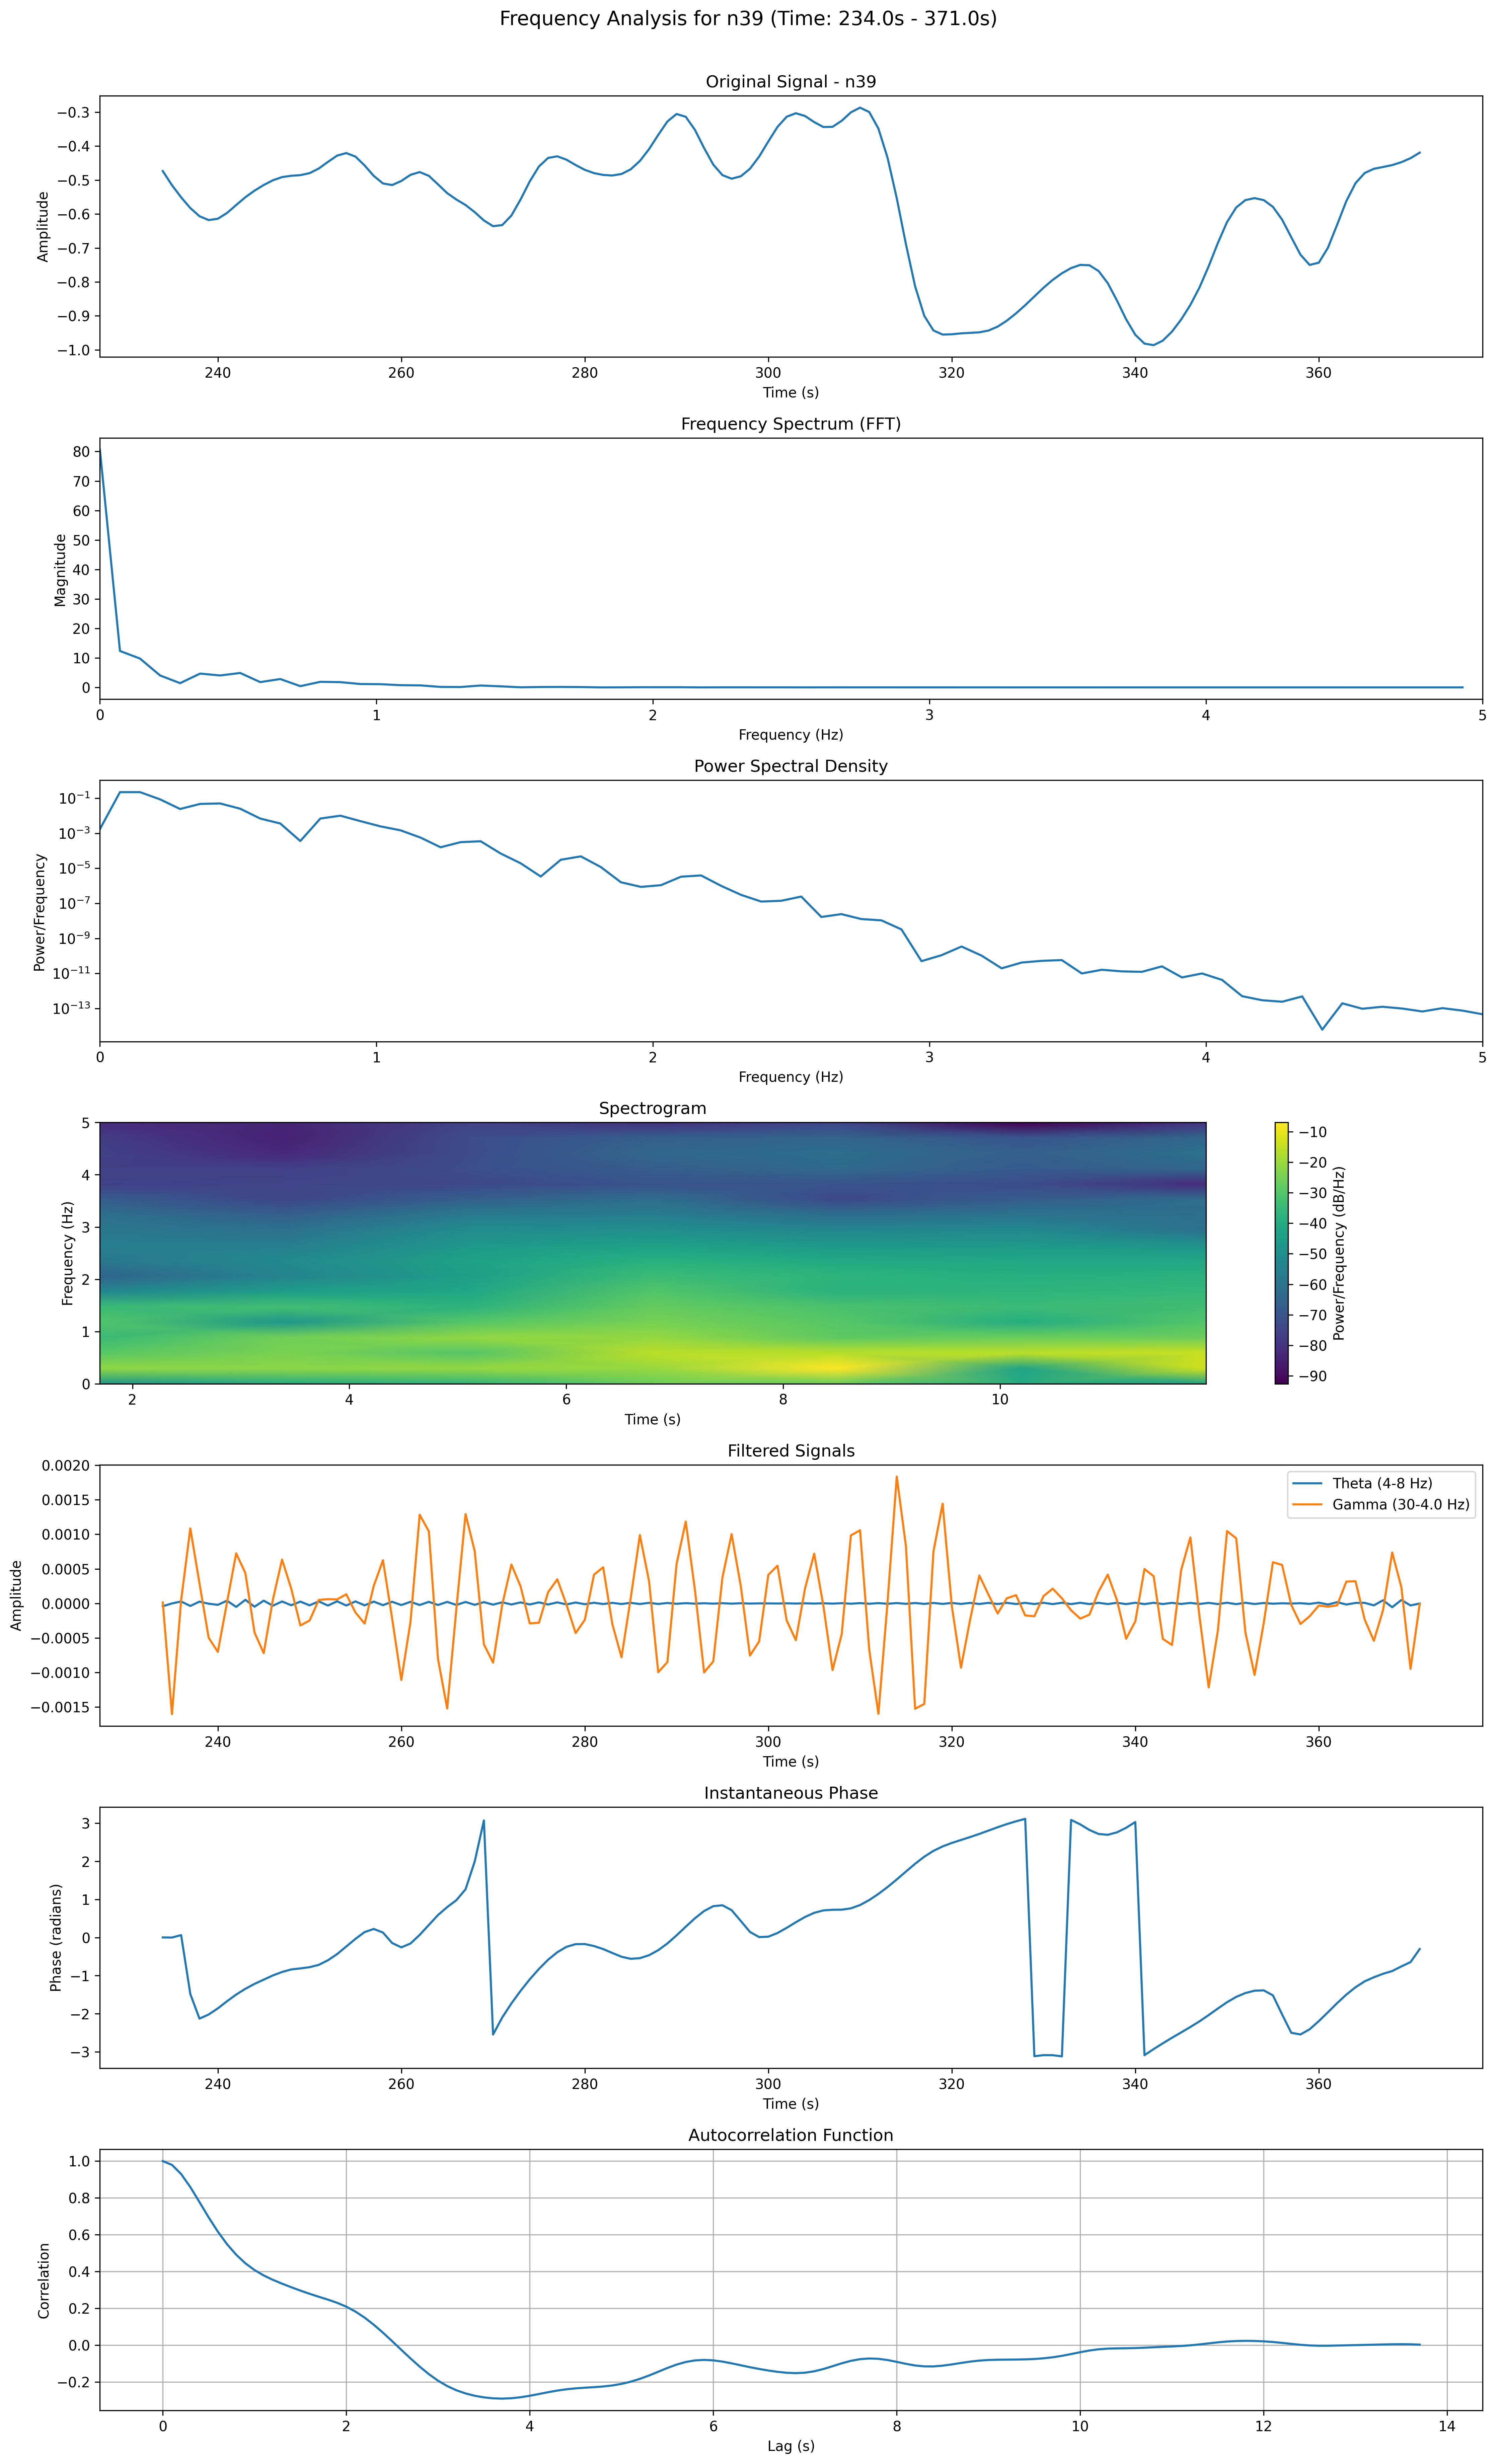 Frequency Analysis for n39 (Time: 234.0s - 371.0s)
Original Signal - n39
Amplitude
−0.3
−0.4
−0.5
−0.6
−0.7
−0.8
−0.9
−1.0
240 260 280 300 320 340 360
Time (s)
Frequency Spectrum (FFT)
Magnitude
80
70
60
50
40
30
20
10
0
0 1 2 3 4 5
Frequency (Hz)
Power Spectral Density
Power/Frequency
10⁻¹
10⁻³
10⁻⁵
10⁻⁷
10⁻⁹
10⁻¹¹
10⁻¹³
0 1 2 3 4 5
Frequency (Hz)
Spectrogram
Frequency (Hz)
5
4
3
2
1
0
2 4 6 8 10
Time (s)
−10
−20
−30
−40
−50
−60
−70
−80
−90
Power/Frequency (dB/Hz)
Filtered Signals
Amplitude
0.0020
0.0015
0.0010
0.0005
0.0000
−0.0005
−0.0010
−0.0015
Theta (4-8 Hz)
Gamma (30-4.0 Hz)
240 260 280 300 320 340 360
Time (s)
Instantaneous Phase
Phase (radians)
3
2
1
0
−1
−2
−3
240 260 280 300 320 340 360
Time (s)
Autocorrelation Function
Correlation
1.0
0.8
0.6
0.4
0.2
0.0
−0.2
0 2 4 6 8 10 12 14
Lag (s)